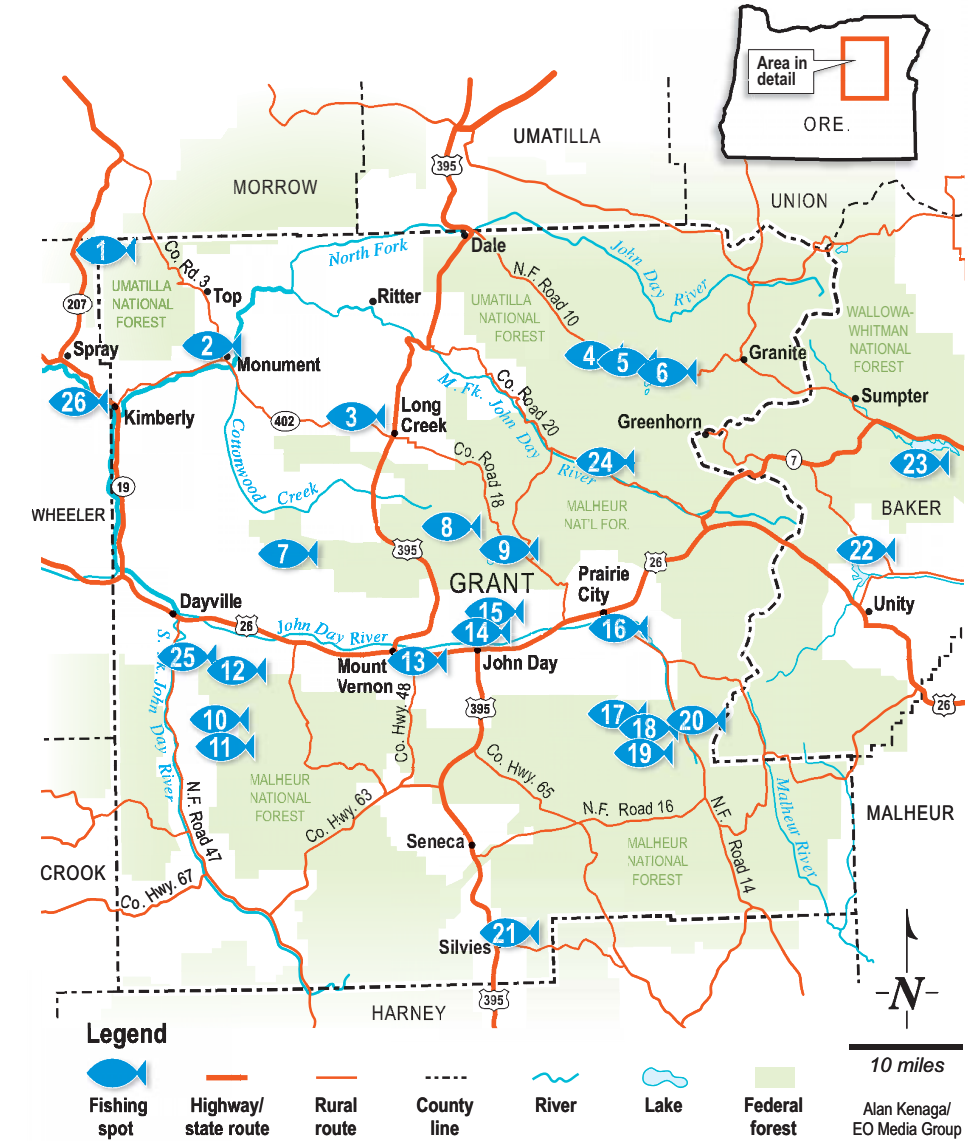 Area in
detail
ORE.
UMATILLA
395
MORROW
UNION
1
Co. Rd. 3
North Fork
Dale
John Day River
207
UMATILLA
NATIONAL
FOREST
Top
Ritter
N.F. Road 10
UMATILLA
NATIONAL
FOREST
WALLOWA-
WHITMAN
NATIONAL
FOREST
Spray
2
Monument
4
5
6
Granite
26
Kimberly
402
3
Long
Creek
M. Fk. John Day
River
Co. Road 20
Sumpter
Greenhorn
Cottonwood
Creek
Co. Road 18
24
7
23
19
WHEELER
MALHEUR
NAT'L FOR.
BAKER
7
8
395
9
26
22
GRANT
Prairie
City
Dayville
26
John Day River
15
14
16
Unity
S. Fk. John Day River
25
12
Mount
Vernon
13
John Day
26
10
11
Co. Hwy. 48
395
17
18
19
20
MALHEUR
NATIONAL
FOREST
Co. Hwy. 63
Co. Hwy. 65
N.F. Road 16
Malheur River
MALHEUR
N.F. Road 47
Seneca
MALHEUR
NATIONAL
FOREST
N.F. Road 14
CROOK
Co. Hwy. 67
21
Silvies
395
HARNEY
N
Legend
Fishing
spot
Highway/
state route
Rural
route
County
line
River
Lake
Federal
forest
10 miles
Alan Kenaga/
EO Media Group